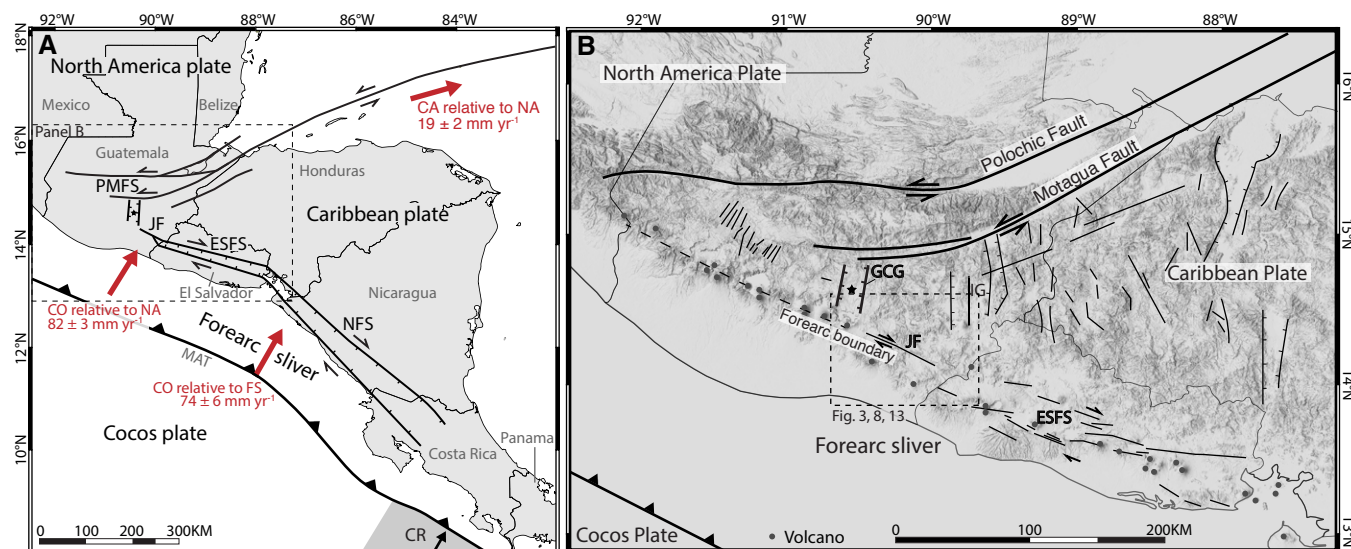 92°W 90°W 88°W 86°W 84°W
18°N
16°N
14°N
12°N
10°N
A
North America plate
Mexico
Belize
Panel B
CA relative to NA
19 ± 2 mm yr-1
Guatemala
Honduras
PMFS
Caribbean plate
JF
ESFS
El Salvador
Nicaragua
CO relative to NA
82 ± 3 mm yr-1
NFS
Forearc sliver
MAT
CO relative to FS
74 ± 6 mm yr-1
Cocos plate
Panama
Costa Rica
CR
0 100 200 300KM
92°W 91°W 90°W 89°W 88°W
16°N
15°N
14°N
13°N
B
North America Plate
Polochic Fault
Motagua Fault
Caribbean Plate
GCG
IG
Forearc boundary
JF
Fig. 3, 8, 13
ESFS
Forearc sliver
Cocos Plate
Volcano
0 100 200KM